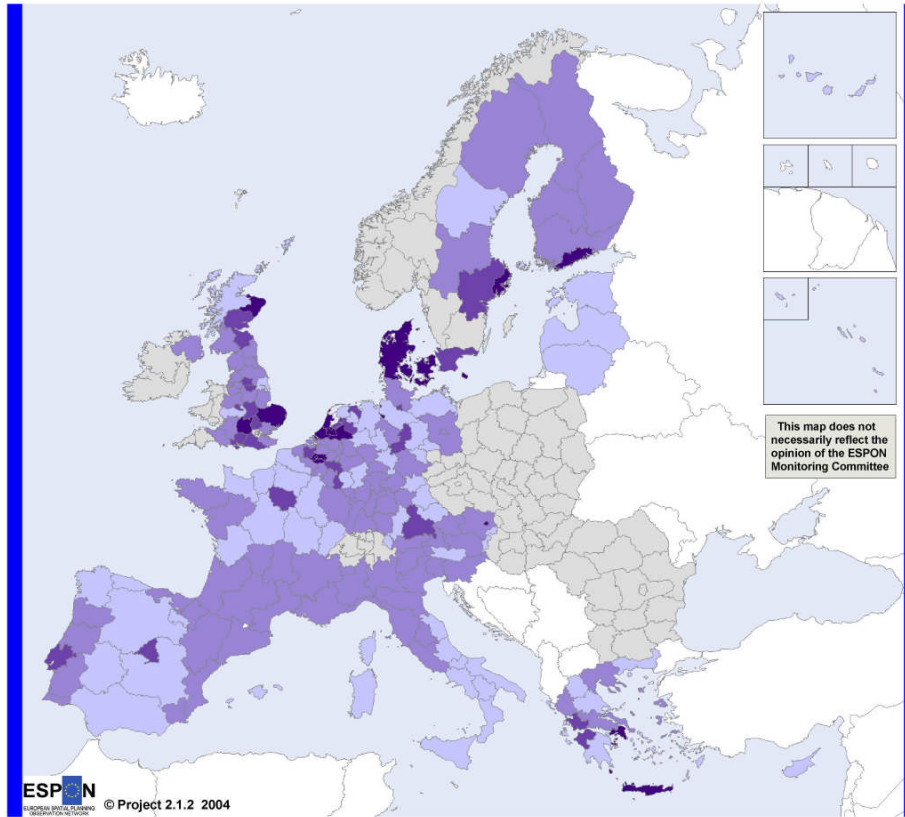 This map does not
necessarily reflect the
opinion of the ESPON
Monitoring Committee
ESPON
EUROPEAN SPATIAL PLANNING
OBSERVATION NETWORK
© Project 2.1.2 2004